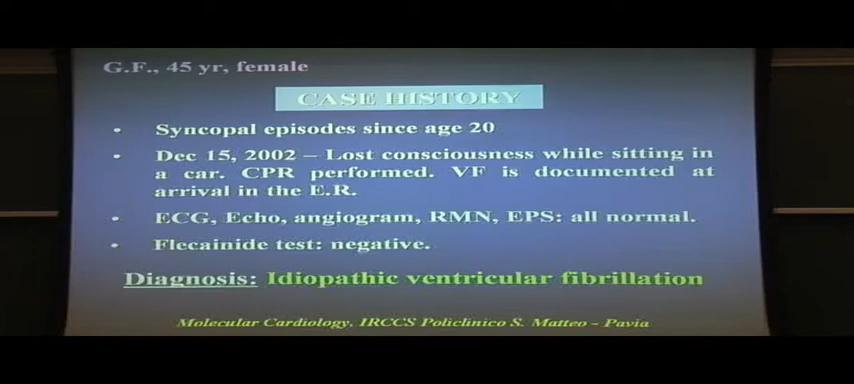 G.F., 45 yr, female
CASE HISTORY
• Syncopal episodes since age 20
• Dec 15, 2002 – Lost consciousness while sitting in
a car. CPR performed. VF is documented at
arrival in the E.R.
• ECG, Echo, angiogram, RMN, EPS: all normal.
• Flecainide test: negative.
Diagnosis: Idiopathic ventricular fibrillation
Molecular Cardiology, IRCCS Policlinico S. Matteo - Pavia